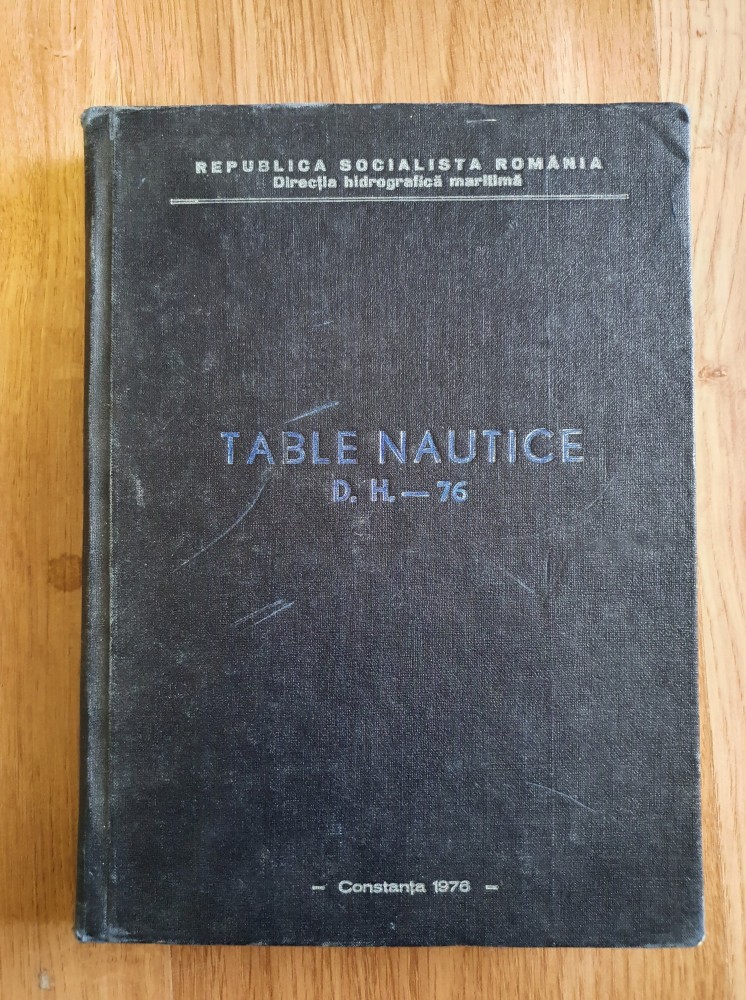 REPUBLICA SOCIALISTA ROMÂNIA
Direcția hidrografică maritimă
TABLE NAUTICE
D. H. — 76
– Constanța 1976 –